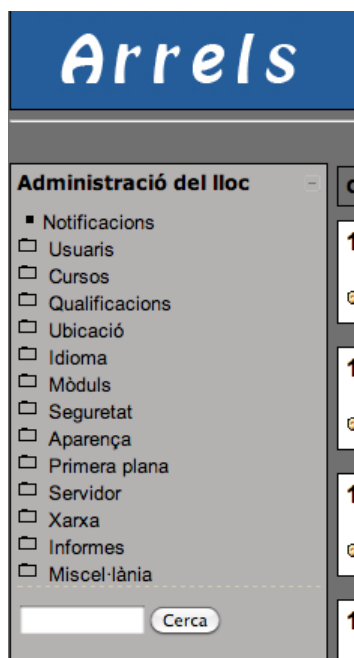 Arrels
Administració del lloc
Notificacions
Usuaris
Cursos
Qualificacions
Ubicació
Idioma
Mòduls
Seguretat
Aparença
Primera plana
Servidor
Xarxa
Informes
Miscel·lània
Cerca